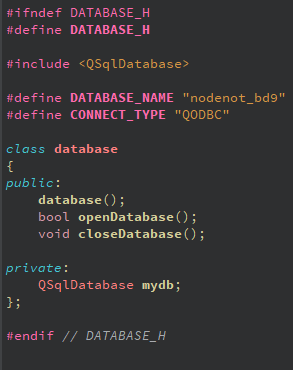 #ifndef DATABASE_H
#define DATABASE_H
#include <QSqlDatabase>
#define DATABASE_NAME "nodenot_bd9"
#define CONNECT_TYPE "QODBC"
class database
{
public:
    database();
    bool openDatabase();
    void closeDatabase();
private:
    QSqlDatabase mydb;
};
#endif // DATABASE_H